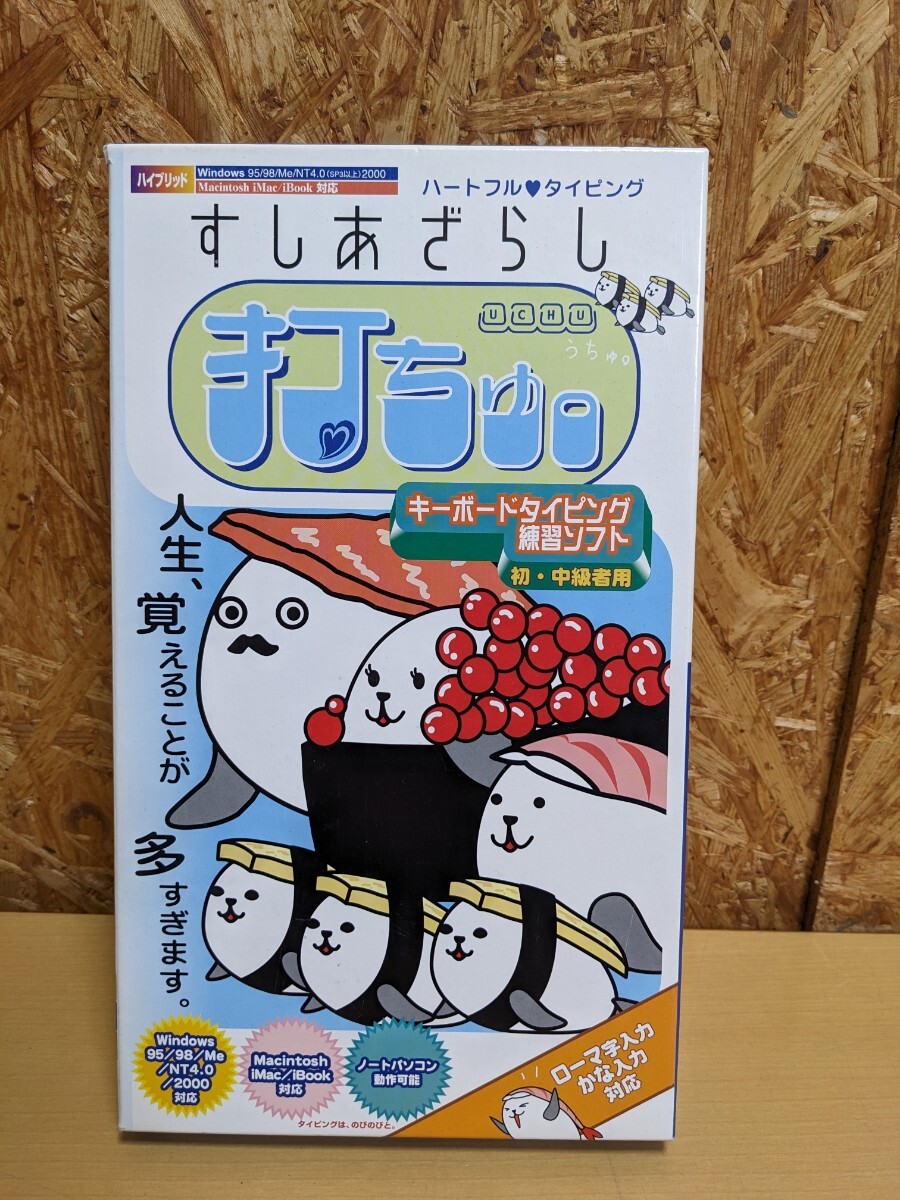 ハイブリッド
Windows 95/98/Me/NT4.0(SP3以上)2000
Macintosh iMac/iBook 対応
ハートフル♥タイピング
すしあざらし
UCHU
うちゅ。
打ちゅ。
キーボードタイピング
練習ソフト
初・中級者用
人生、覚えることが
多すぎます。
Windows
95/98/Me
/NT4.0
/2000
対応
Macintosh
iMac/iBook
対応
ノートパソコン
動作可能
ローマ字入力
かな入力
対応
タイピングは、のびのびと。